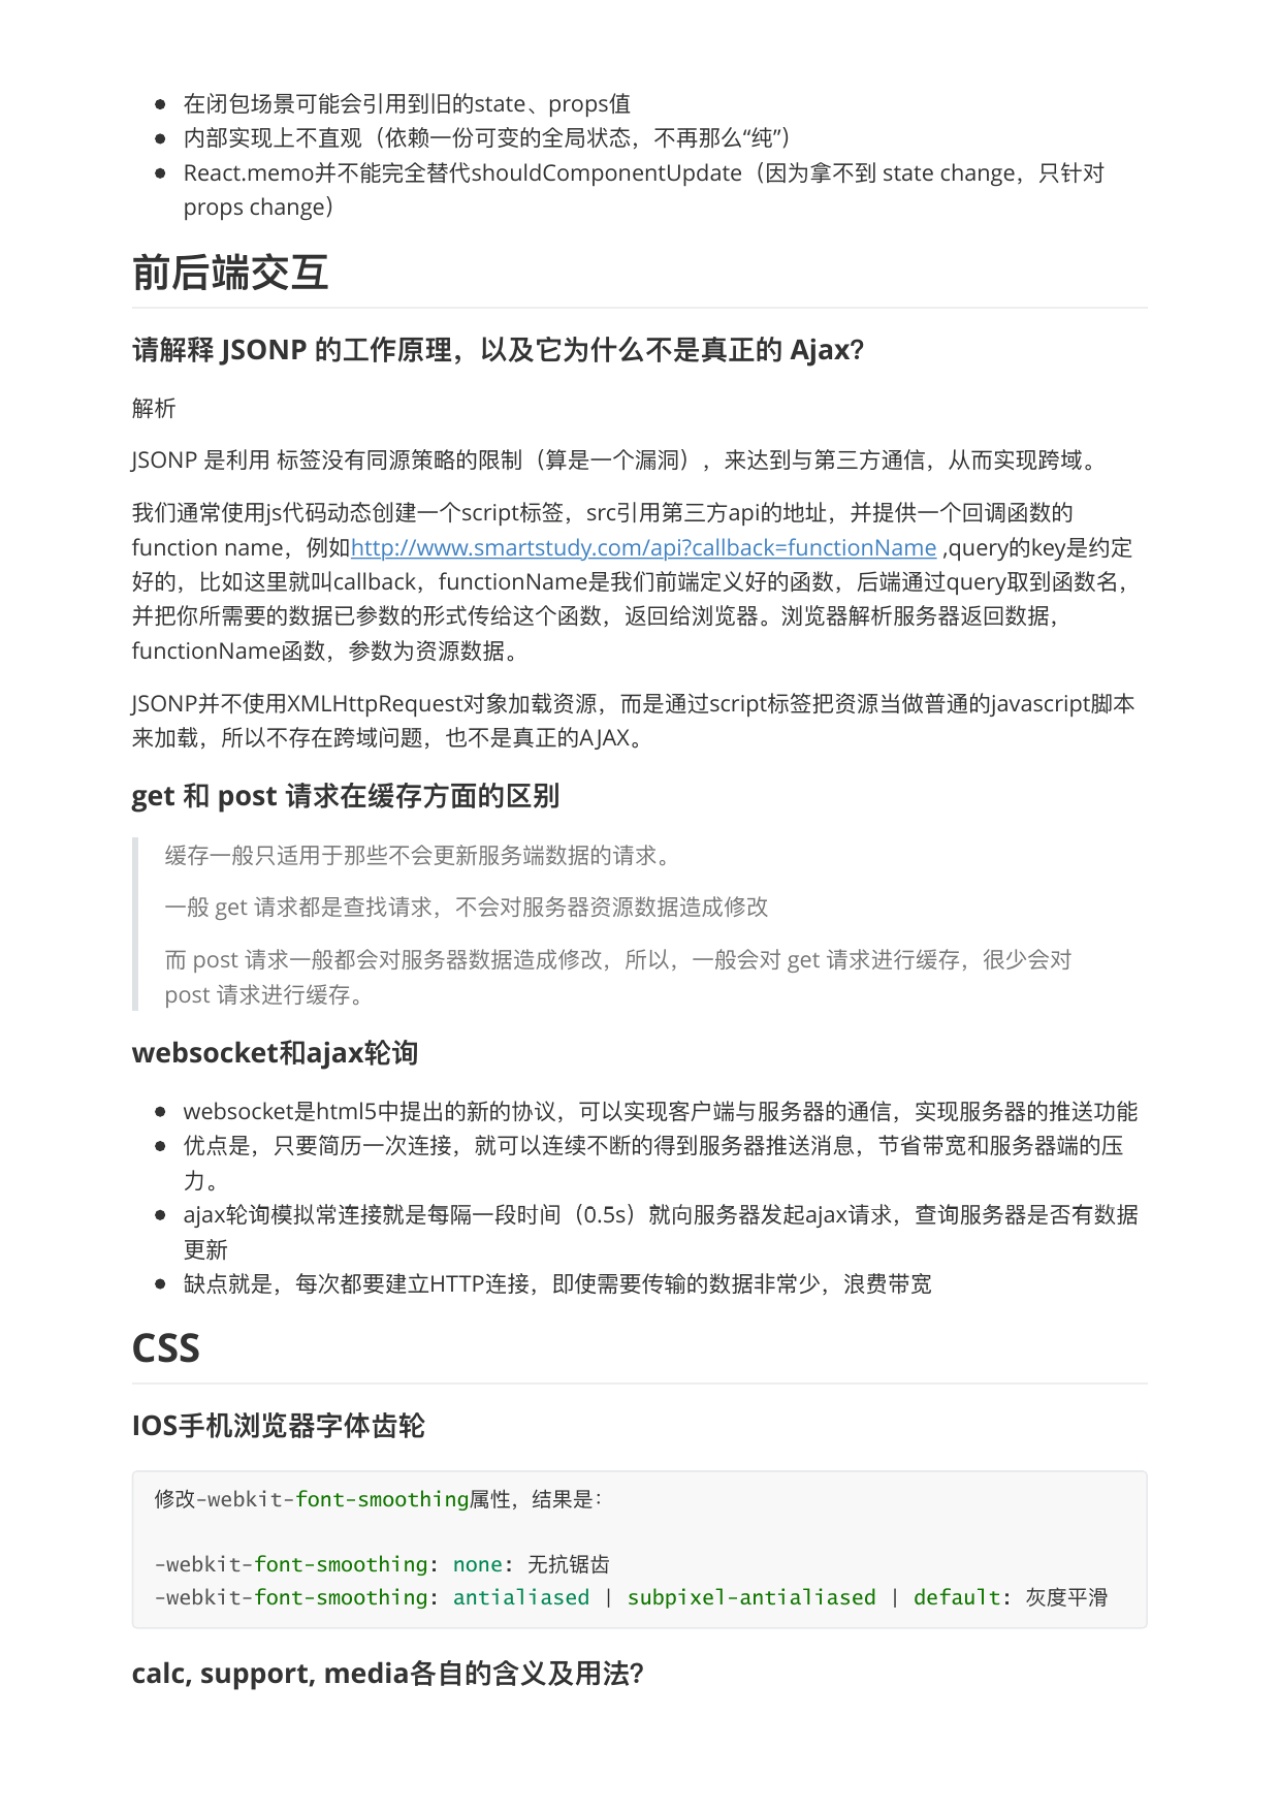 在闭包场景可能会引用到旧的state、props值
内部实现上不直观（依赖一份可变的全局状态，不再那么“纯”）
React.memo并不能完全替代shouldComponentUpdate（因为拿不到 state change，只针对
props change）
前后端交互
请解释 JSONP 的工作原理，以及它为什么不是真正的 Ajax?
解析
JSONP 是利用 标签没有同源策略的限制（算是一个漏洞），来达到与第三方通信，从而实现跨域。
我们通常使用js代码动态创建一个script标签，src引用第三方api的地址，并提供一个回调函数的
function name，例如http://www.smartstudy.com/api?callback=functionName ,query的key是约定
好的，比如这里就叫callback，functionName是我们前端定义好的函数，后端通过query取到函数名，
并把你所需要的数据已参数的形式传给这个函数，返回给浏览器。浏览器解析服务器返回数据，
functionName函数，参数为资源数据。
JSONP并不使用XMLHttpRequest对象加载资源，而是通过script标签把资源当做普通的javascript脚本
来加载，所以不存在跨域问题，也不是真正的AJAX。
get 和 post 请求在缓存方面的区别
缓存一般只适用于那些不会更新服务端数据的请求。
一般 get 请求都是查找请求，不会对服务器资源数据造成修改
而 post 请求一般都会对服务器数据造成修改，所以，一般会对 get 请求进行缓存，很少会对
post 请求进行缓存。
websocket和ajax轮询
websocket是html5中提出的新的协议，可以实现客户端与服务器的通信，实现服务器的推送功能
优点是，只要简历一次连接，就可以连续不断的得到服务器推送消息，节省带宽和服务器端的压
力。
ajax轮询模拟常连接就是每隔一段时间（0.5s）就向服务器发起ajax请求，查询服务器是否有数据
更新
缺点就是，每次都要建立HTTP连接，即使需要传输的数据非常少，浪费带宽
CSS
IOS手机浏览器字体齿轮
修改-webkit-font-smoothing属性，结果是：
-webkit-font-smoothing: none: 无抗锯齿
-webkit-font-smoothing: antialiased | subpixel-antialiased | default: 灰度平滑
calc, support, media各自的含义及用法?